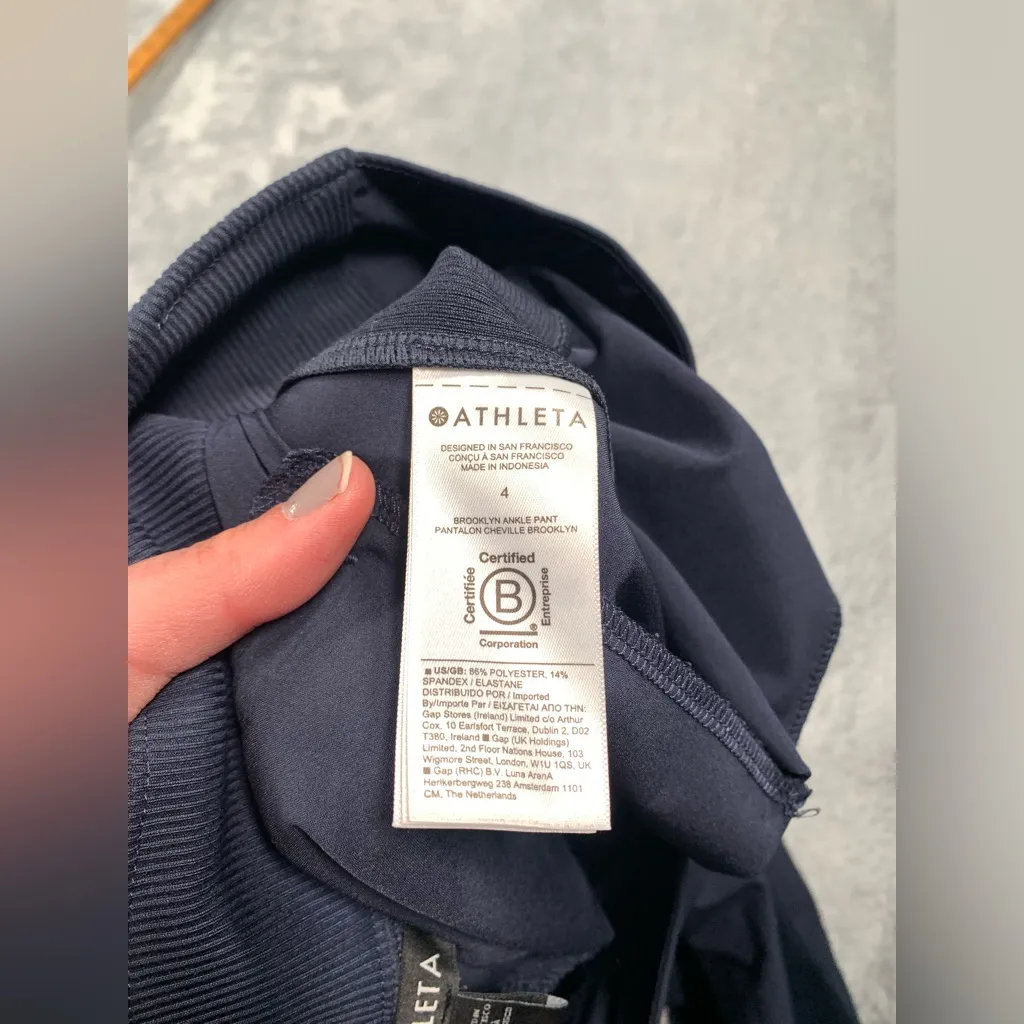 ATHLETA
DESIGNED IN SAN FRANCISCO
CONÇU À SAN FRANCISCO
MADE IN INDONESIA
4
BROOKLYN ANKLE PANT
PANTALON CHEVILLE BROOKLYN
Certified
Certifiée
B
Entreprise
®
Corporation
■ US/GB: 86% POLYESTER, 14%
SPANDEX / ELASTANE
DISTRIBUIDO POR / Imported
By/Importe Par / ΕΙΣΑΓΕΤΑΙ ΑΠΟ ΤΗΝ:
Gap Stores (Ireland) Limited c/o Arthur
Cox. 10 Earlsfort Terrace, Dublin 2, D02
T380, Ireland ■ Gap (UK Holdings)
Limited, 2nd Floor Nations House, 103
Wigmore Street, London, W1U 1QS, UK
■ Gap (RHC) B.V. Luna ArenA
Herikerbergweg 238 Amsterdam 1101
CM, The Netherlands
LETA